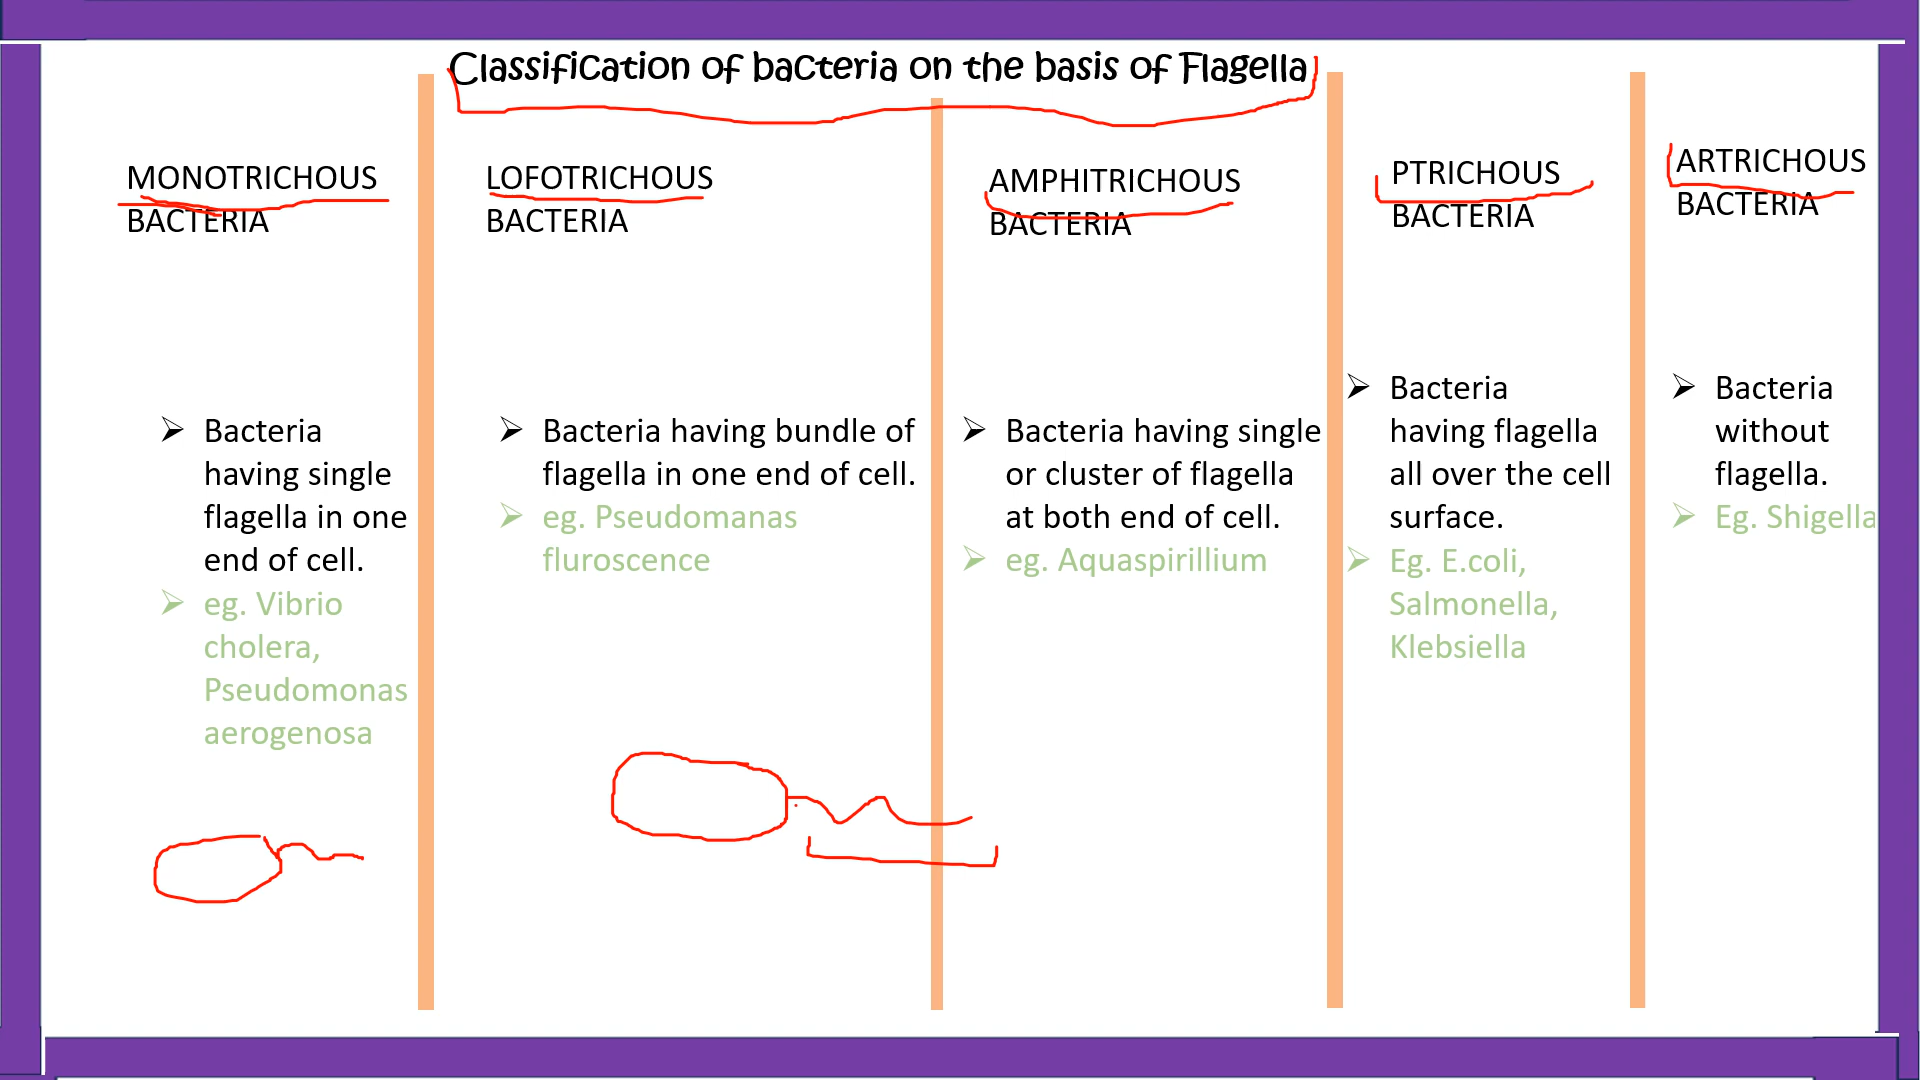 Classification of bacteria on the basis of Flagella
MONOTRICHOUS
BACTERIA
Bacteria
having single
flagella in one
end of cell.
eg. Vibrio
cholera,
Pseudomonas
aerogenosa
LOFOTRICHOUS
BACTERIA
Bacteria having bundle of
flagella in one end of cell.
eg. Pseudomanas
fluroscence
AMPHITRICHOUS
BACTERIA
Bacteria having single
or cluster of flagella
at both end of cell.
eg. Aquaspirillium
PTRICHOUS
BACTERIA
Bacteria
having flagella
all over the cell
surface.
Eg. E.coli,
Salmonella,
Klebsiella
ARTRICHOUS
BACTERIA
Bacteria
without
flagella.
Eg. Shigella